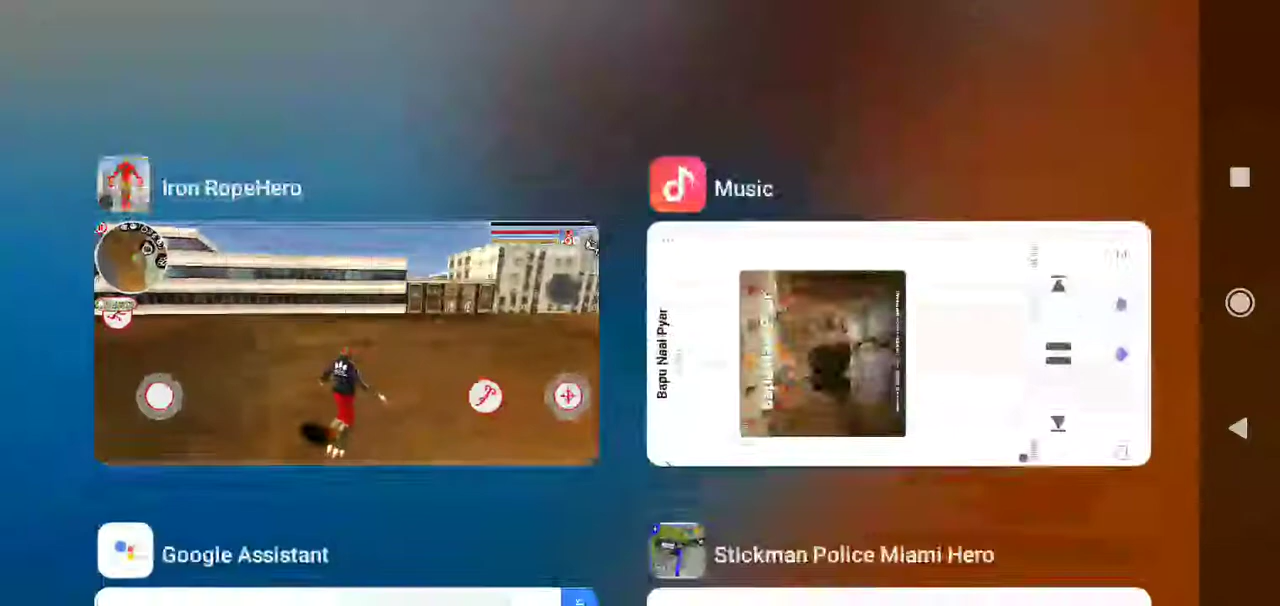 Iron RopeHero
Music
Bapu Naal Pyar
Google Assistant
Stickman Police Miami Hero